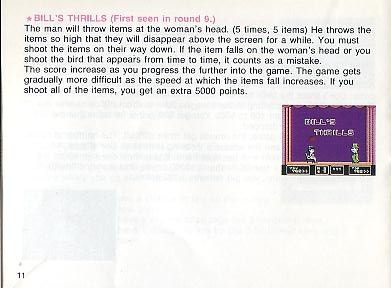 ★BILL'S THRILLS (First seen in round 9.)
The man will throw items at the woman's head. (5 times, 5 items) He throws the
items so high that they will disappear above the screen for a while. You must
shoot the items on their way down. If the item falls on the woman's head or you
shoot the bird that appears from time to time, it counts as a mistake.
The score increase as you progress the further into the game. The game gets
gradually more difficult as the speed at which the items fall increases. If you
shoot all of the items, you get an extra 5000 points.
BILL'S
THRILLS
11